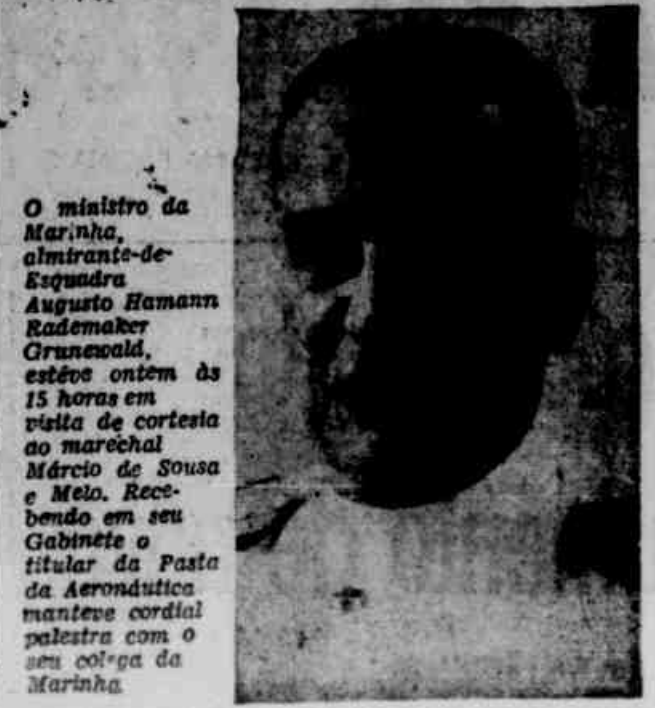 O ministro da
Marinha,
almirante-de-
Esquadra
Augusto Hamann
Rademaker
Grunewald,
estêve ontem às
15 horas em
visita de cortesia
ao marechal
Márcio de Sousa
e Melo. Rece-
bendo em seu
Gabinete o
titular da Pasta
da Aeronáutica
manteve cordial
palestra com o
seu colega da
Marinha